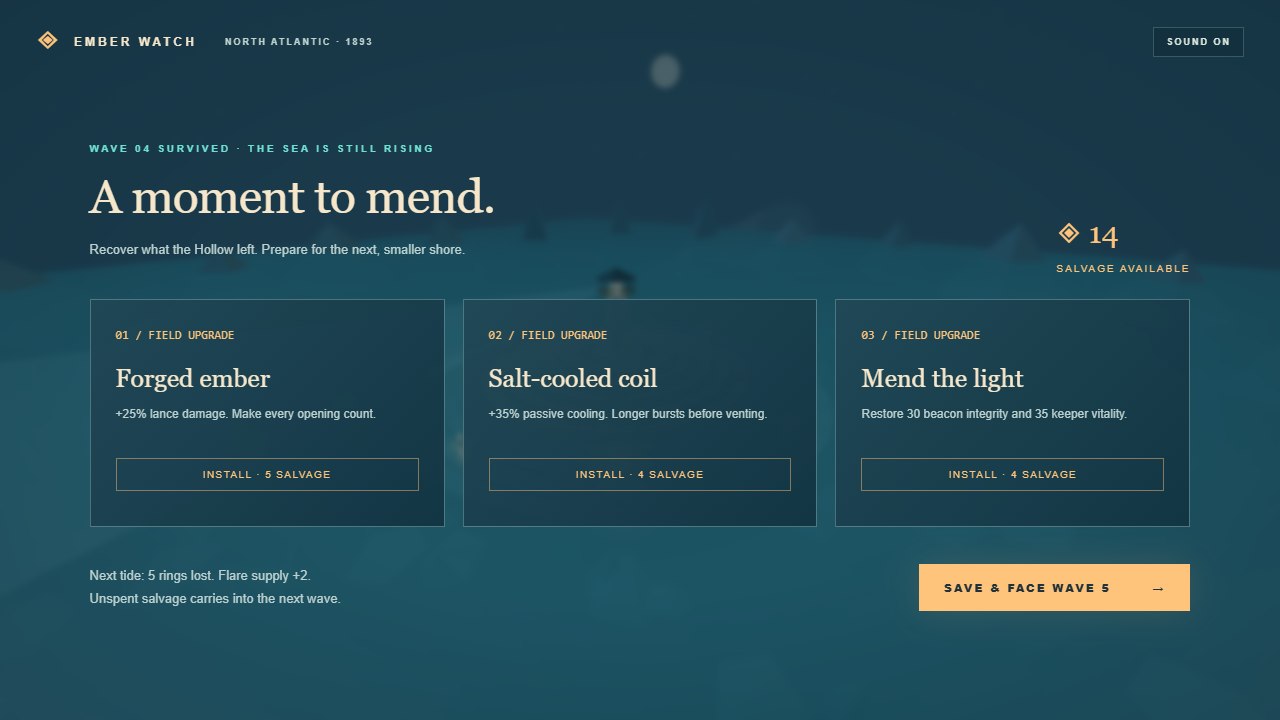 EMBER WATCH
NORTH ATLANTIC · 1893
SOUND ON
WAVE 04 SURVIVED · THE SEA IS STILL RISING
A moment to mend.
Recover what the Hollow left. Prepare for the next, smaller shore.
14
SALVAGE AVAILABLE
01 / FIELD UPGRADE
Forged ember
+25% lance damage. Make every opening count.
INSTALL · 5 SALVAGE
02 / FIELD UPGRADE
Salt-cooled coil
+35% passive cooling. Longer bursts before venting.
INSTALL · 4 SALVAGE
03 / FIELD UPGRADE
Mend the light
Restore 30 beacon integrity and 35 keeper vitality.
INSTALL · 4 SALVAGE
Next tide: 5 rings lost. Flare supply +2.
Unspent salvage carries into the next wave.
SAVE & FACE WAVE 5 →